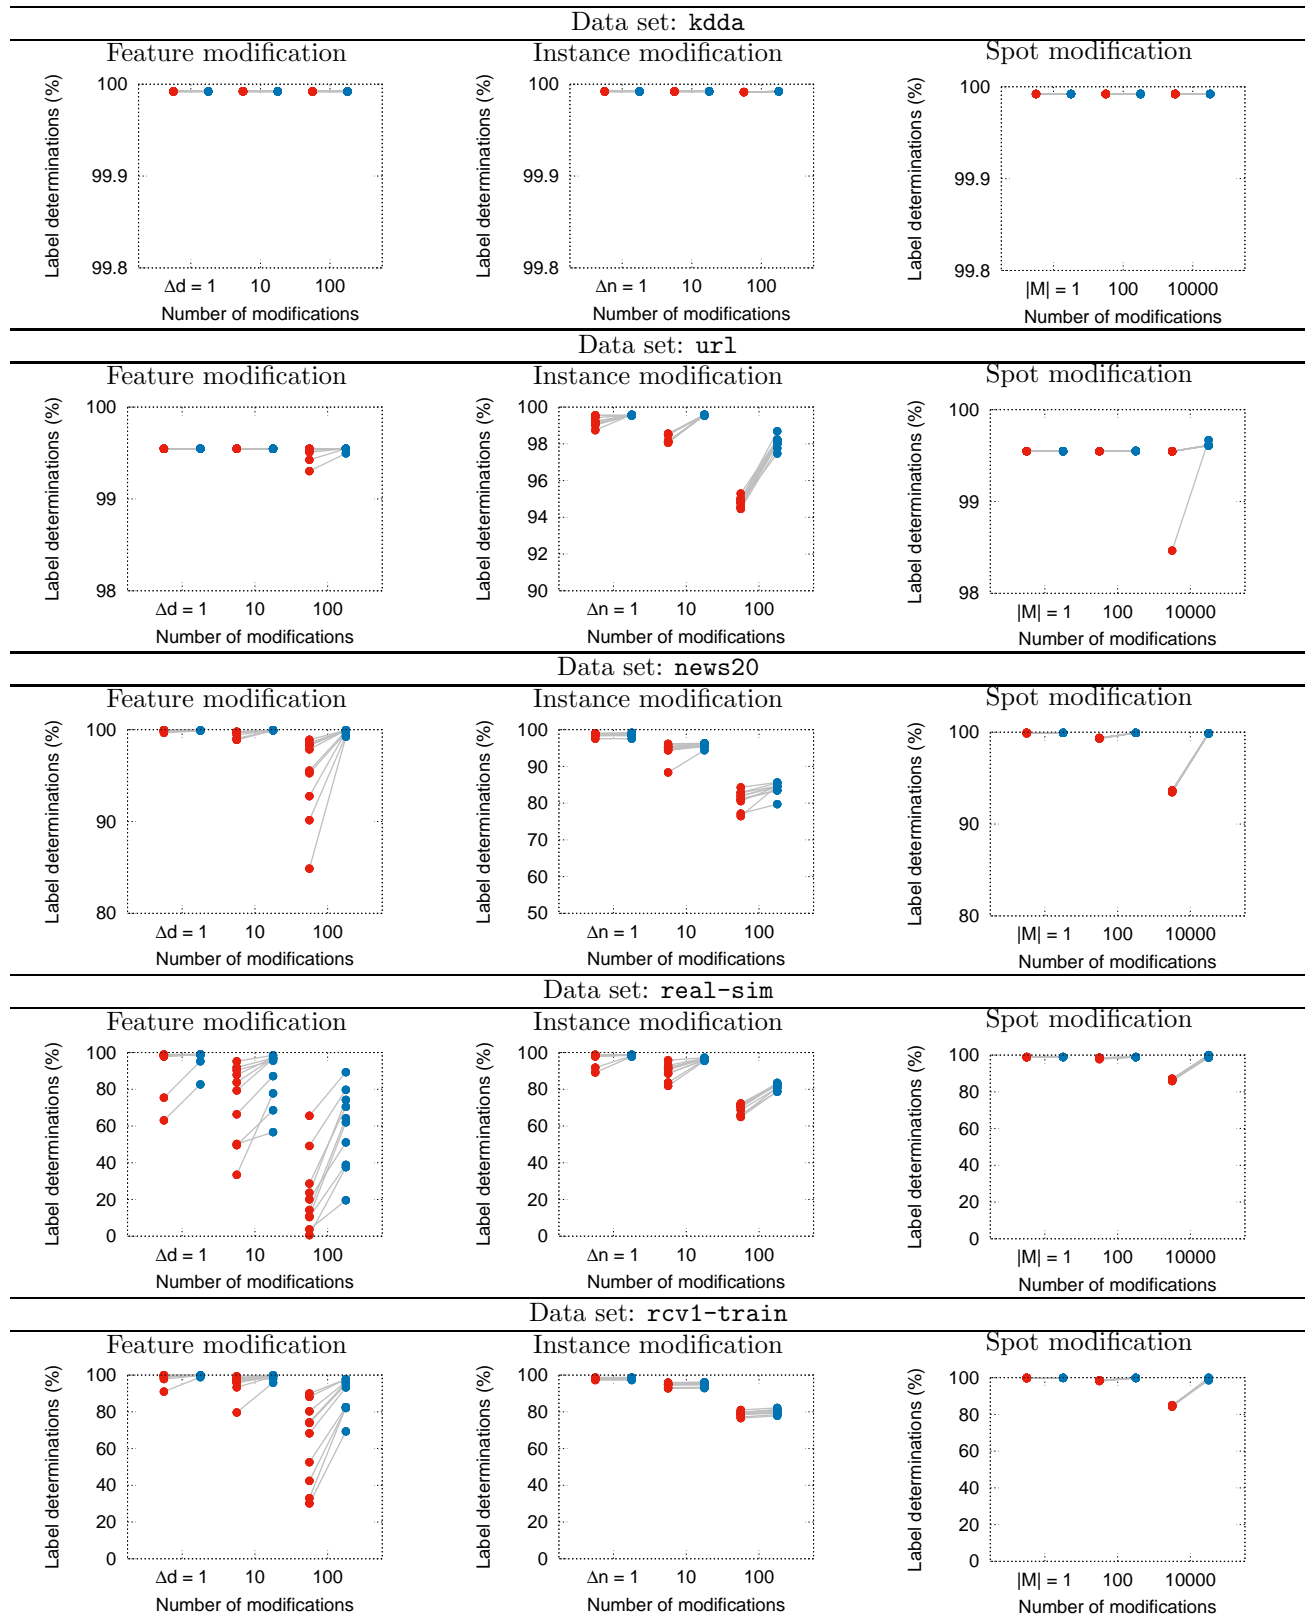 Data set: kdda
Feature modification
Instance modification
Spot modification
Label determinations (%)
100
99.9
99.8
Δd = 1 10 100
Number of modifications
Label determinations (%)
100
99.9
99.8
Δn = 1 10 100
Number of modifications
Label determinations (%)
100
99.9
99.8
|M| = 1 100 10000
Number of modifications
Data set: url
Feature modification
Instance modification
Spot modification
Label determinations (%)
100
99
98
Δd = 1 10 100
Number of modifications
Label determinations (%)
100
98
96
94
92
90
Δn = 1 10 100
Number of modifications
Label determinations (%)
100
99
98
|M| = 1 100 10000
Number of modifications
Data set: news20
Feature modification
Instance modification
Spot modification
Label determinations (%)
100
90
80
Δd = 1 10 100
Number of modifications
Label determinations (%)
100
90
80
70
60
50
Δn = 1 10 100
Number of modifications
Label determinations (%)
100
90
80
|M| = 1 100 10000
Number of modifications
Data set: real-sim
Feature modification
Instance modification
Spot modification
Label determinations (%)
100
80
60
40
20
0
Δd = 1 10 100
Number of modifications
Label determinations (%)
100
80
60
40
20
0
Δn = 1 10 100
Number of modifications
Label determinations (%)
100
80
60
40
20
0
|M| = 1 100 10000
Number of modifications
Data set: rcv1-train
Feature modification
Instance modification
Spot modification
Label determinations (%)
100
80
60
40
20
0
Δd = 1 10 100
Number of modifications
Label determinations (%)
100
80
60
40
20
0
Δn = 1 10 100
Number of modifications
Label determinations (%)
100
80
60
40
20
0
|M| = 1 100 10000
Number of modifications